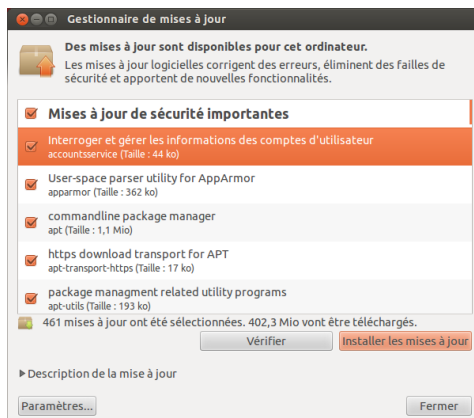 Gestionnaire de mises à jour
Des mises à jour sont disponibles pour cet ordinateur.
Les mises à jour logicielles corrigent des erreurs, éliminent des failles de
sécurité et apportent de nouvelles fonctionnalités.
Mises à jour de sécurité importantes
Interroger et gérer les informations des comptes d'utilisateur
accountsservice (Taille : 44 ko)
User-space parser utility for AppArmor
apparmor (Taille : 362 ko)
commandline package manager
apt (Taille : 1,1 Mio)
https download transport for APT
apt-transport-https (Taille : 17 ko)
package managment related utility programs
apt-utils (Taille : 193 ko)
461 mises à jour ont été sélectionnées. 402,3 Mio vont être téléchargés.
Vérifier Installer les mises à jour
Description de la mise à jour
Paramètres... Fermer